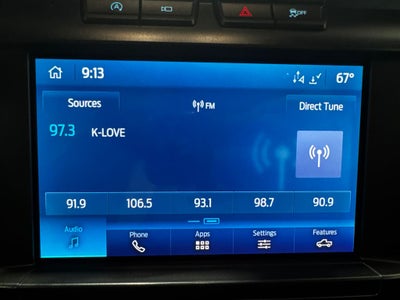 A
OFF
9:13
67°
Sources
FM
Direct Tune
97.3 K-LOVE
91.9 106.5 93.1 98.7 90.9
Audio Phone Apps Settings Features